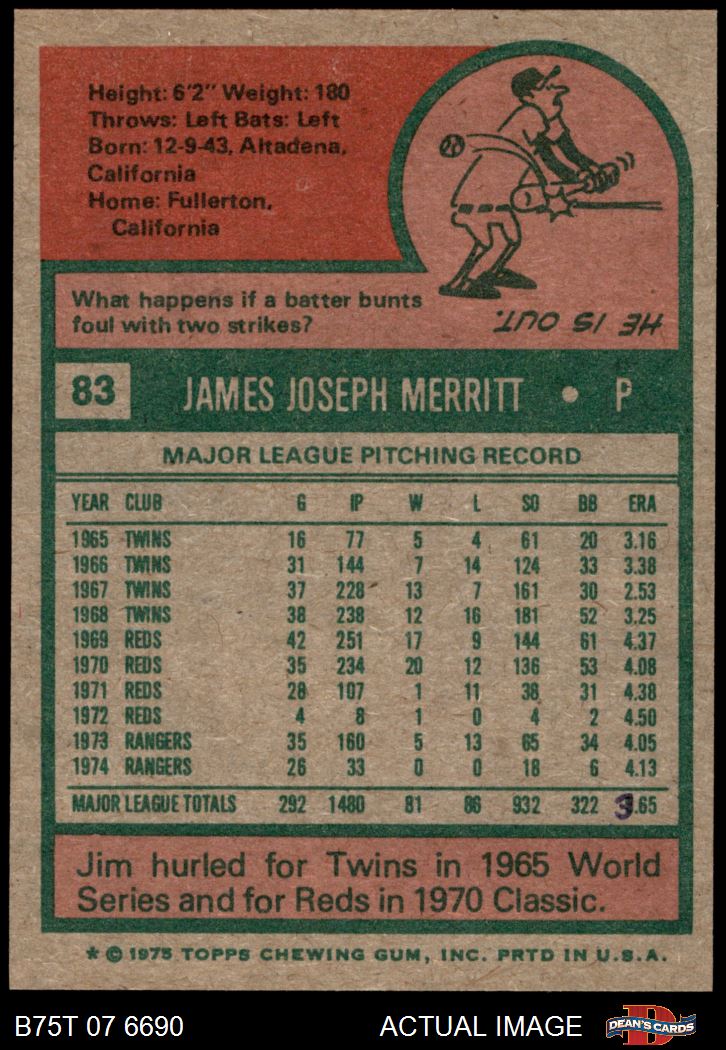 Height: 6'2" Weight: 180
Throws: Left Bats: Left
Born: 12-9-43, Altadena,
California
Home: Fullerton,
California
What happens if a batter bunts
foul with two strikes?
HE IS OUT.
83 JAMES JOSEPH MERRITT • P
MAJOR LEAGUE PITCHING RECORD
YEAR CLUB G IP W L SO BB ERA
1965 TWINS 16 77 5 4 61 20 3.16
1966 TWINS 31 144 7 14 124 33 3.38
1967 TWINS 37 228 13 7 161 30 2.53
1968 TWINS 38 238 12 16 181 52 3.25
1969 REDS 42 251 17 9 144 61 4.37
1970 REDS 35 234 20 12 136 53 4.08
1971 REDS 28 107 1 11 38 31 4.38
1972 REDS 4 8 1 0 4 2 4.50
1973 RANGERS 35 160 5 13 65 34 4.05
1974 RANGERS 26 33 0 0 18 6 4.13
MAJOR LEAGUE TOTALS 292 1480 81 86 932 322 3.65
Jim hurled for Twins in 1965 World
Series and for Reds in 1970 Classic.
* © 1975 TOPPS CHEWING GUM, INC. PRTD IN U.S.A.
B75T 07 6690 ACTUAL IMAGE D DEAN'S CARDS